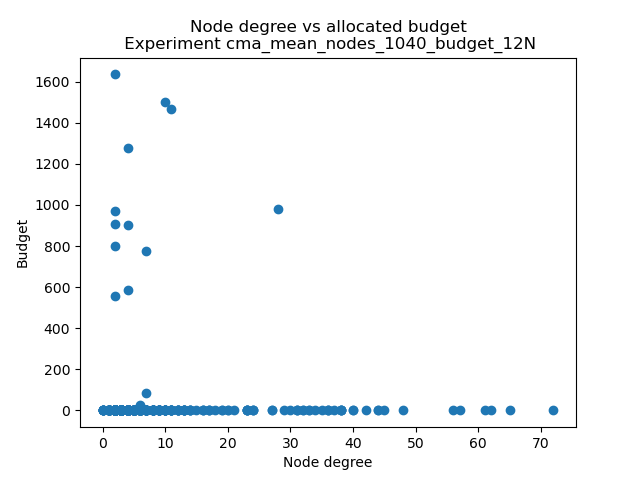 Node degree vs allocated budget
Experiment cma_mean_nodes_1040_budget_12N
1600
1400
1200
1000
800
600
400
200
0
Budget
0 10 20 30 40 50 60 70
Node degree